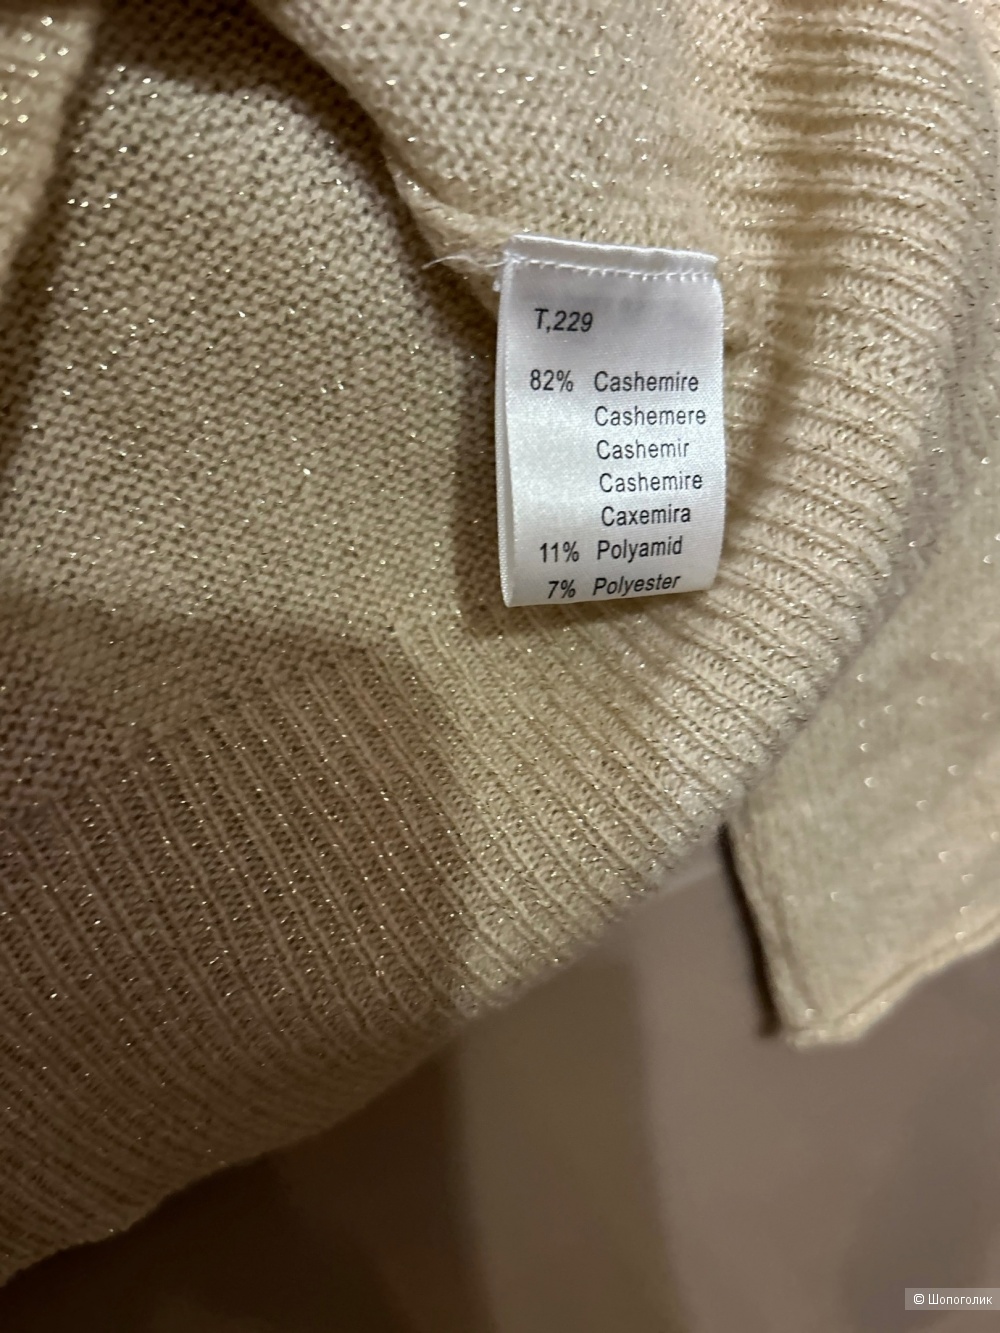 T,229
82% Cashemire
Cashemere
Cashemir
Cashemire
Caxemira
11% Polyamid
7% Polyester
© Шопоголик